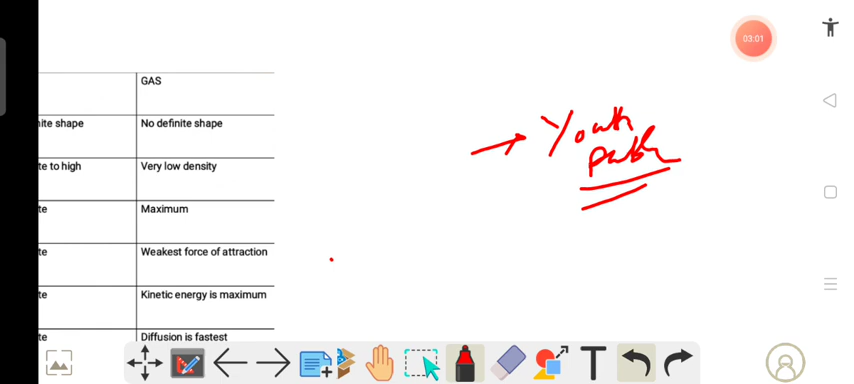 03:01
GAS
nite shape No definite shape
te to high Very low density
te Maximum
te Weakest force of attraction
te Kinetic energy is maximum
te Diffusion is fastest
→ Youth
path
T